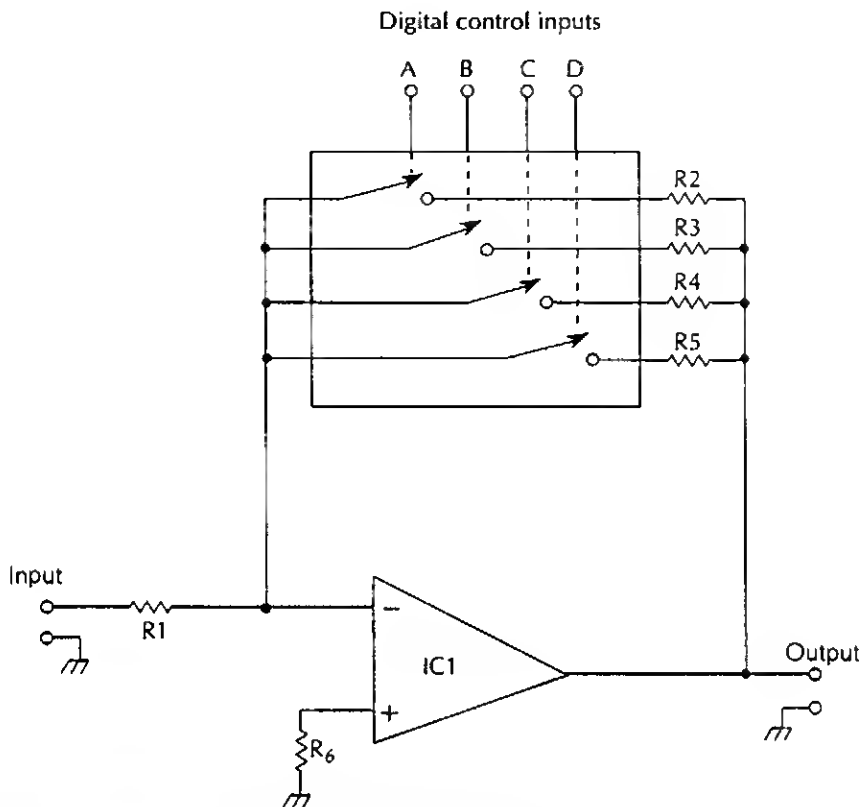 Digital control inputs
A B C D
R2
R3
R4
R5
Input
R1
−
IC1
+
R6
Output